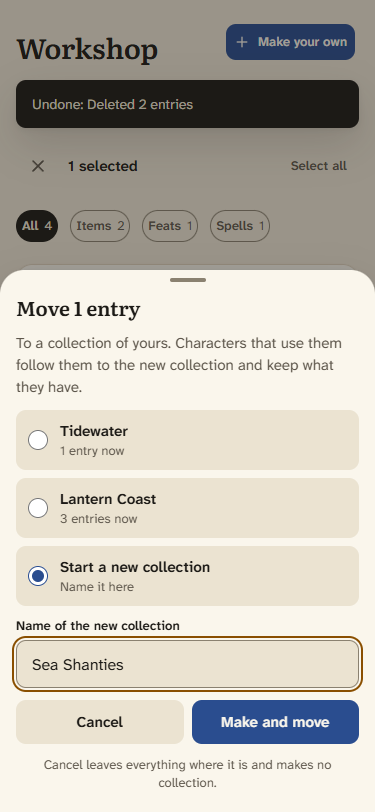 Workshop
Make your own
Undone: Deleted 2 entries
1 selected
Select all
All 4
Items 2
Feats 1
Spells 1
Move 1 entry
To a collection of yours. Characters that use them
follow them to the new collection and keep what
they have.
Tidewater
1 entry now
Lantern Coast
3 entries now
Start a new collection
Name it here
Name of the new collection
Sea Shanties
Cancel
Make and move
Cancel leaves everything where it is and makes no
collection.